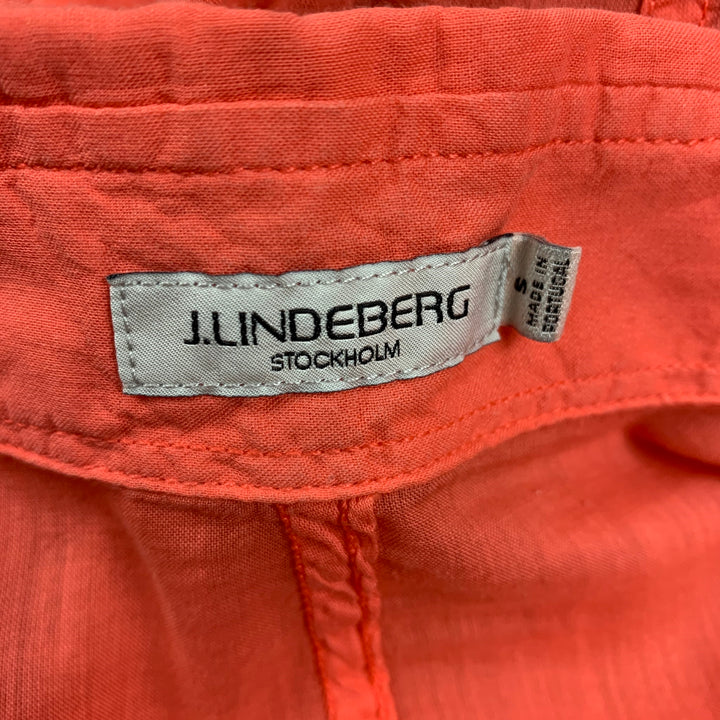 J.LINDEBERG
STOCKHOLM
S
MADE IN
PORTUGAL